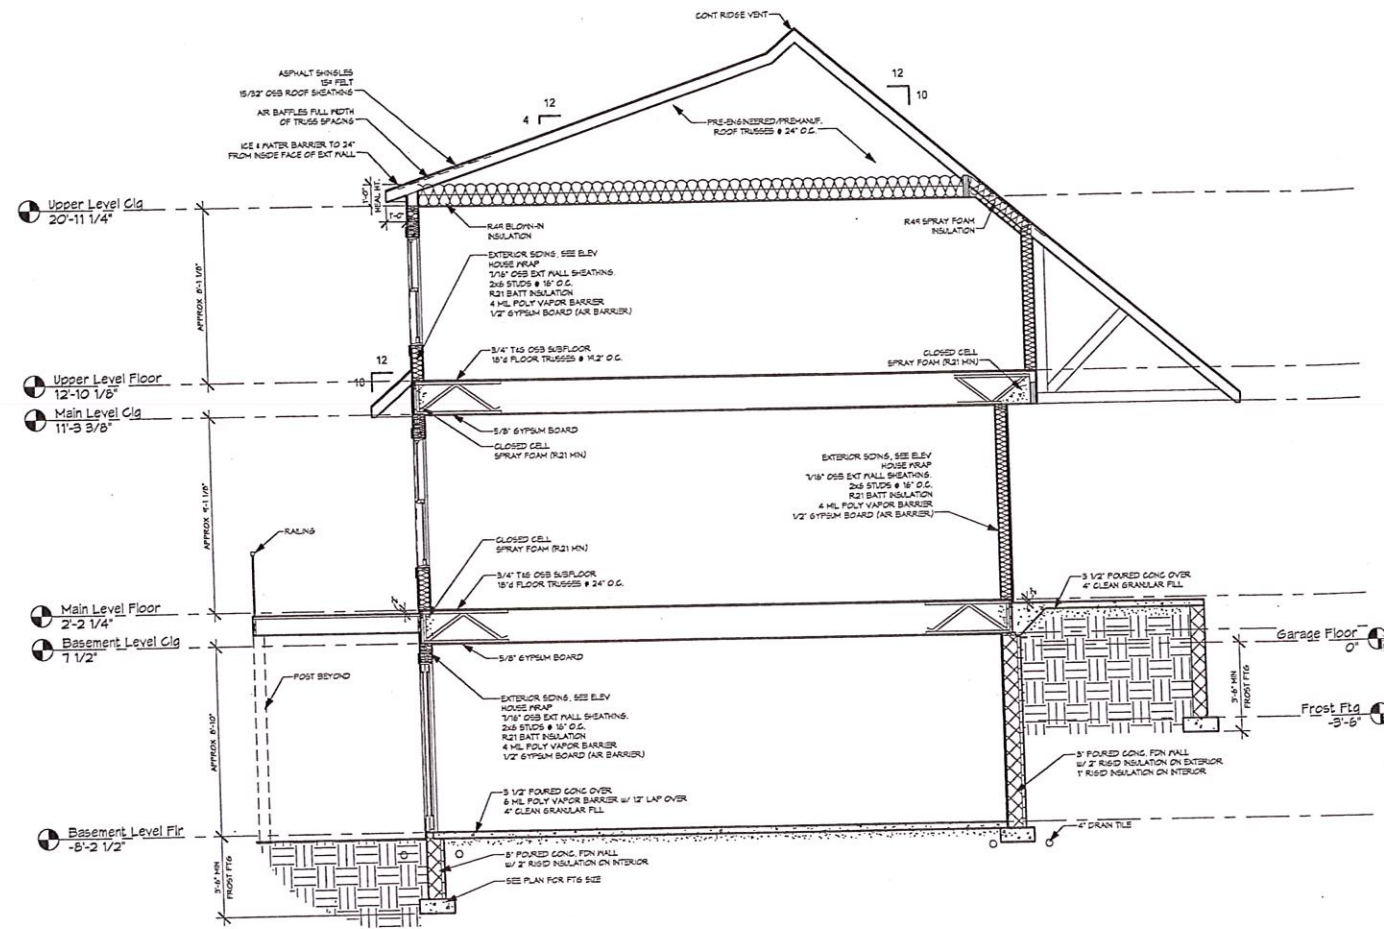 CONT RIDGE VENT
ASPHALT SHINGLES
15# FELT
15/32" OSB ROOF SHEATHING
AIR BAFFLES FULL WIDTH
OF TRUSS SPACING
ICE & WATER BARRIER TO 24"
FROM INSIDE FACE OF EXT WALL
12
4
12
10
PRE-ENGINEERED/PREMANUF.
ROOF TRUSSES @ 24" O.C.
1'-0"
HEAL HT.
1'-0"
Upper Level Clg
20'-11 1/4"
R49 BLOWN-IN
INSULATION
R49 SPRAY FOAM
INSULATION
EXTERIOR SIDING, SEE ELEV
HOUSE WRAP
7/16" OSB EXT WALL SHEATHING.
2x6 STUDS @ 16" O.C.
R21 BATT INSULATION
4 MIL POLY VAPOR BARRIER
1/2" GYPSUM BOARD (AIR BARRIER)
APPROX 8'-1 1/8"
3/4" T&G OSB SUBFLOOR
18"d FLOOR TRUSSES @ 19.2" O.C.
CLOSED CELL
SPRAY FOAM (R21 MIN)
12
10
Upper Level Floor
12'-10 1/8"
Main Level Clg
11'-3 3/8"
5/8" GYPSUM BOARD
CLOSED CELL
SPRAY FOAM (R21 MIN)
EXTERIOR SIDING, SEE ELEV
HOUSE WRAP
7/16" OSB EXT WALL SHEATHING.
2x6 STUDS @ 16" O.C.
R21 BATT INSULATION
4 MIL POLY VAPOR BARRIER
1/2" GYPSUM BOARD (AIR BARRIER)
APPROX 9'-1 1/8"
RAILING
CLOSED CELL
SPRAY FOAM (R21 MIN)
3/4" T&G OSB SUBFLOOR
18"d FLOOR TRUSSES @ 24" O.C.
3 1/2" POURED CONC OVER
4" CLEAN GRANULAR FILL
Main Level Floor
2'-2 1/4"
Basement Level Clg
7 1/2"
Garage Floor
0"
5/8" GYPSUM BOARD
POST BEYOND
EXTERIOR SIDING, SEE ELEV
HOUSE WRAP
7/16" OSB EXT WALL SHEATHING.
2x6 STUDS @ 16" O.C.
R21 BATT INSULATION
4 MIL POLY VAPOR BARRIER
1/2" GYPSUM BOARD (AIR BARRIER)
3'-6" MIN
FROST FTG
Frost Ftg
-3'-6"
APPROX 8'-10"
8" POURED CONC. FDN WALL
w/ 2" RIGID INSULATION ON EXTERIOR
1" RIGID INSULATION ON INTERIOR
3 1/2" POURED CONC OVER
6 MIL POLY VAPOR BARRIER w/ 12" LAP OVER
4" CLEAN GRANULAR FILL
4" DRAIN TILE
Basement Level Flr
-8'-2 1/2"
3'-6" MIN
FROST FTG
8" POURED CONC. FDN WALL
w/ 2" RIGID INSULATION ON INTERIOR
SEE PLAN FOR FTG SIZE